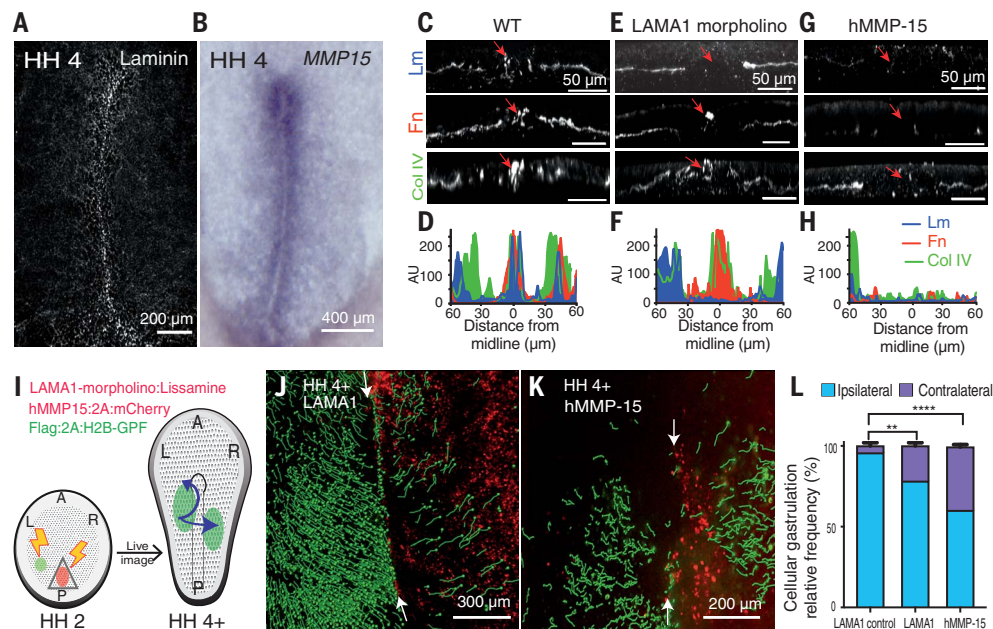 A
HH 4
Laminin
200 µm
B
HH 4
MMP15
400 µm
C
WT
E
LAMA1 morpholino
G
hMMP-15
Lm
50 µm
50 µm
50 µm
Fn
Col IV
D
AU
200
100
0
60 30 0 30 60
Distance from
midline (µm)
F
AU
200
100
0
60 30 0 30 60
Distance from
midline (µm)
H
Lm
Fn
Col IV
AU
200
100
0
60 30 0 30 60
Distance from
midline (µm)
I
LAMA1-morpholino:Lissamine
hMMP15:2A:mCherry
Flag:2A:H2B-GPF
A
L
R
P
HH 2
Live
image
A
L
R
P
HH 4+
J
HH 4+
LAMA1
300 µm
K
HH 4+
hMMP-15
200 µm
L
Ipsilateral
Contralateral
****
**
Cellular gastrulation
relative frequency (%)
100
50
0
LAMA1 control
LAMA1
hMMP-15